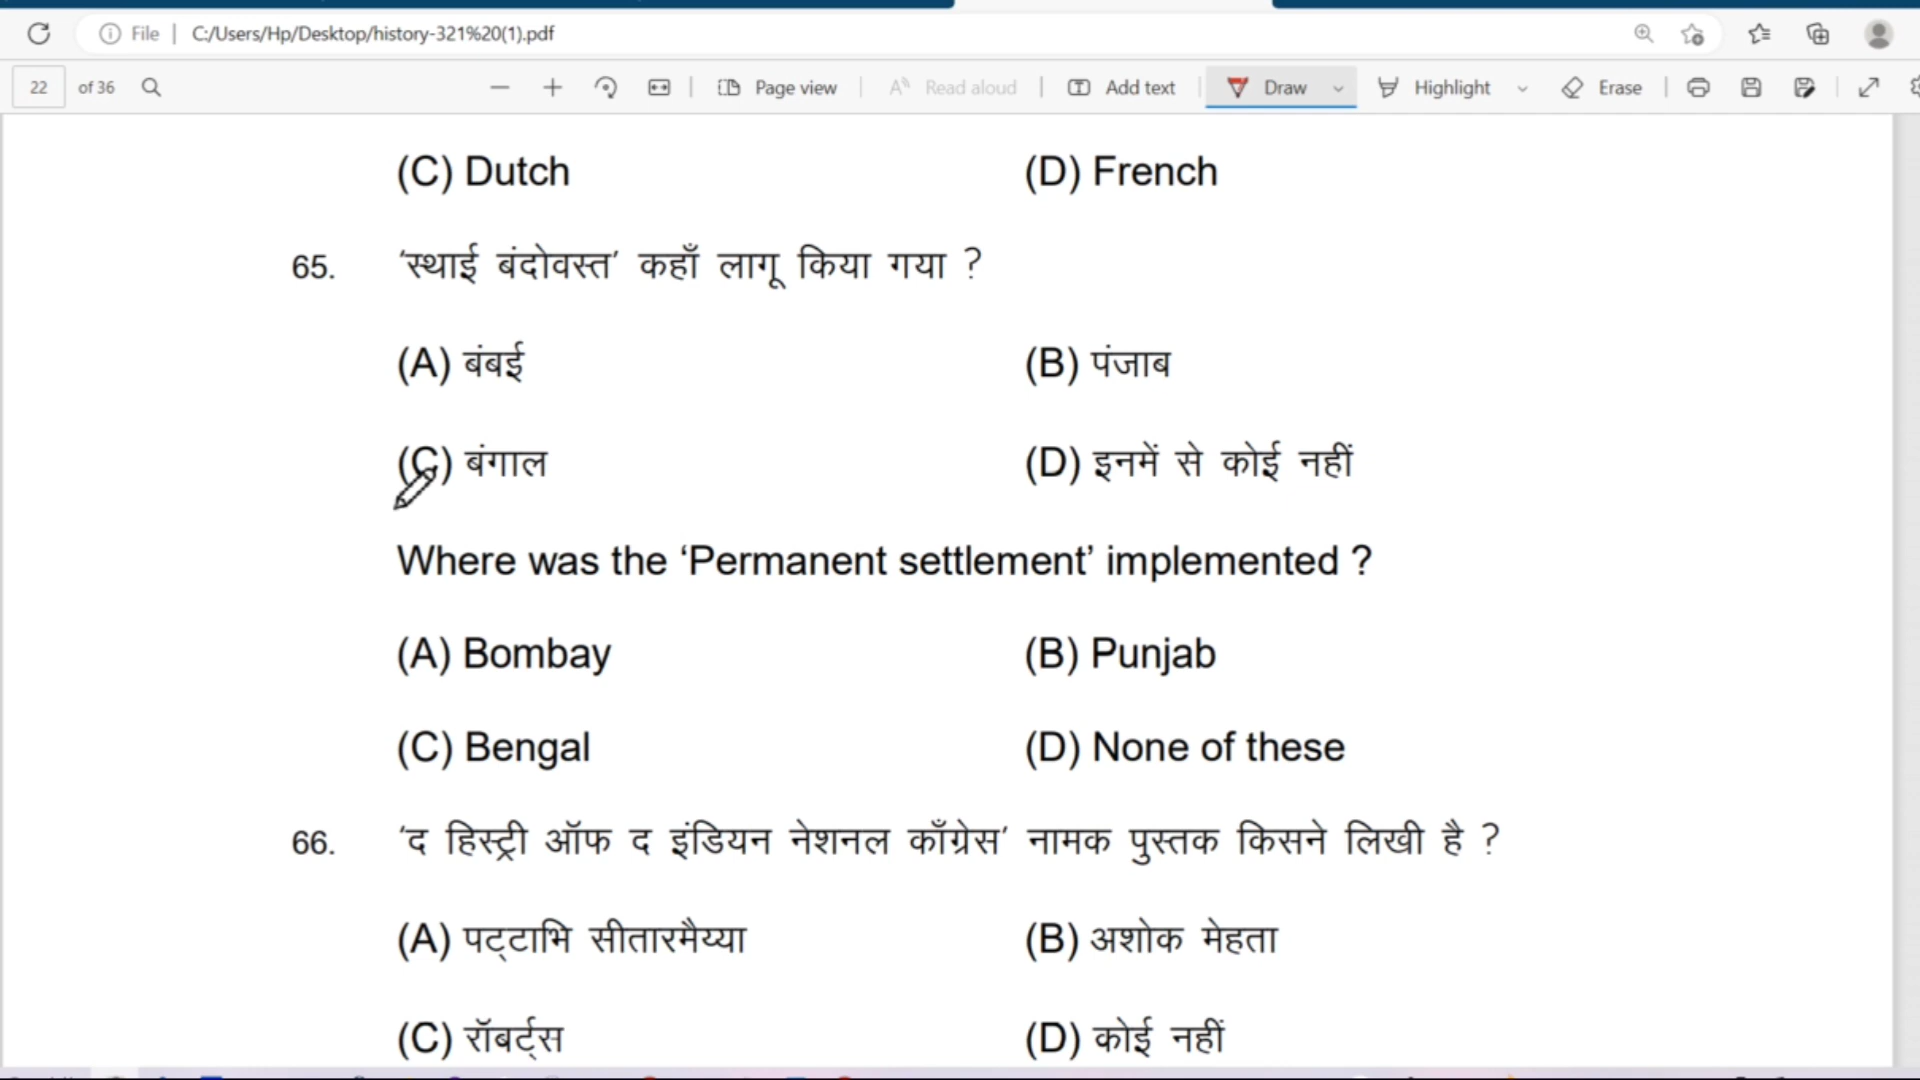 File | C:/Users/Hp/Desktop/history-321%20(1).pdf
22 of 36 Page view Read aloud Add text Draw Highlight Erase
(C) Dutch (D) French
65. ‘स्थाई बंदोवस्त’ कहाँ लागू किया गया ?
(A) बंबई (B) पंजाब
(C) बंगाल (D) इनमें से कोई नहीं
Where was the ‘Permanent settlement’ implemented ?
(A) Bombay (B) Punjab
(C) Bengal (D) None of these
66. ‘द हिस्ट्री ऑफ द इंडियन नेशनल काँग्रेस’ नामक पुस्तक किसने लिखी है ?
(A) पट्टाभि सीतारमैय्या (B) अशोक मेहता
(C) रॉबर्ट्स (D) कोई नहीं